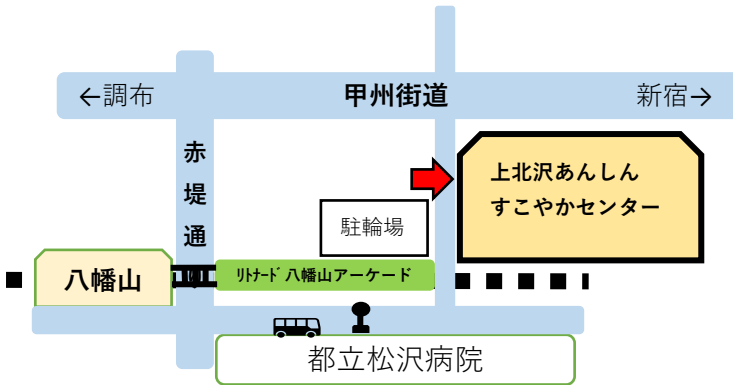 ←調布
甲州街道
新宿→
赤堤通
上北沢あんしん
すこやかセンター
駐輪場
八幡山
ﾘﾄﾅｰﾄﾞ 八幡山アーケード
都立松沢病院